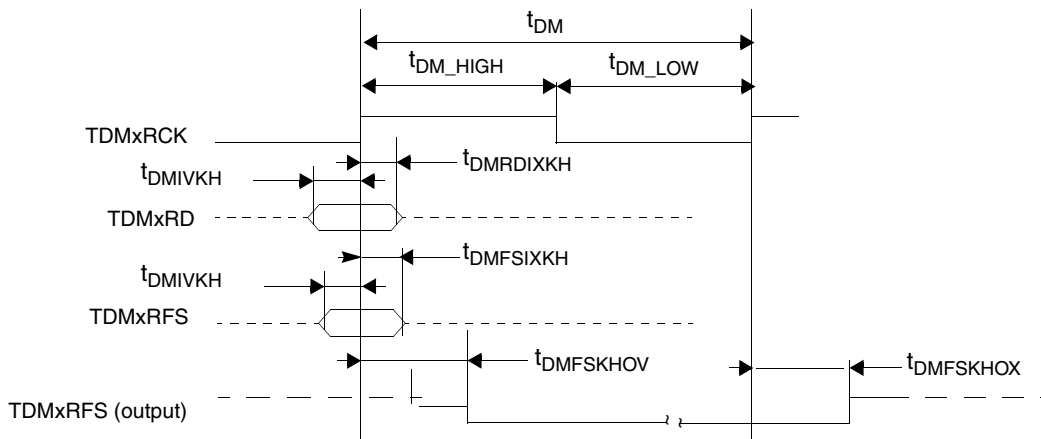 tDM
tDM_HIGH
tDM_LOW
TDMxRCK
tDMIVKH
tDMRDIXKH
TDMxRD
tDMIVKH
tDMFSIXKH
TDMxRFS
tDMFSKHOV
tDMFSKHOX
TDMxRFS (output)